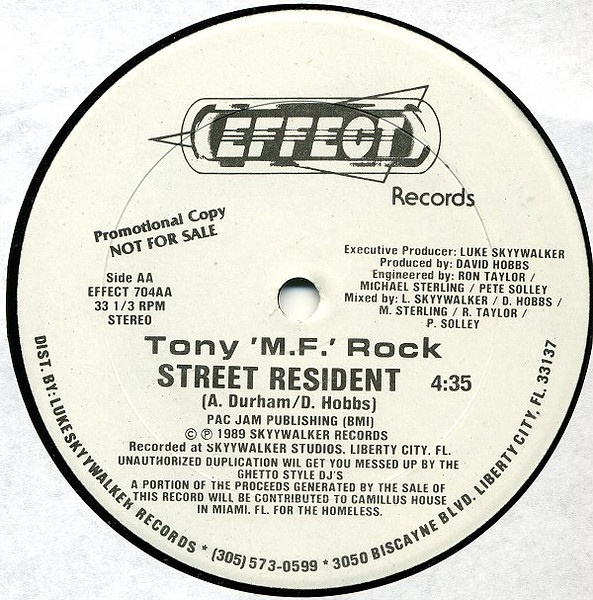 EFFECT
Records
Promotional Copy
NOT FOR SALE
Executive Producer: LUKE SKYYWALKER
Produced by: DAVID HOBBS
Engineered by: RON TAYLOR /
MICHAEL STERLING / PETE SOLLEY
Mixed by: L. SKYYWALKER / D. HOBBS /
M. STERLING / R. TAYLOR /
P. SOLLEY
Side AA
EFFECT 704AA
33 1/3 RPM
STEREO
Tony 'M.F.' Rock
STREET RESIDENT 4:35
(A. Durham/D. Hobbs)
PAC JAM PUBLISHING (BMI)
© ℗ 1989 SKYYWALKER RECORDS
Recorded at SKYYWALKER STUDIOS, LIBERTY CITY, FL.
UNAUTHORIZED DUPLICATION WIL GET YOU MESSED UP BY THE
GHETTO STYLE DJ'S
A PORTION OF THE PROCEEDS GENERATED BY THE SALE OF
THIS RECORD WILL BE CONTRIBUTED TO CAMILLUS HOUSE
IN MIAMI, FL. FOR THE HOMELESS.
DIST. BY: LUKESKYYWALKER RECORDS * (305) 573-0599 * 3050 BISCAYNE BLVD. LIBERTY CITY, FL. 33137